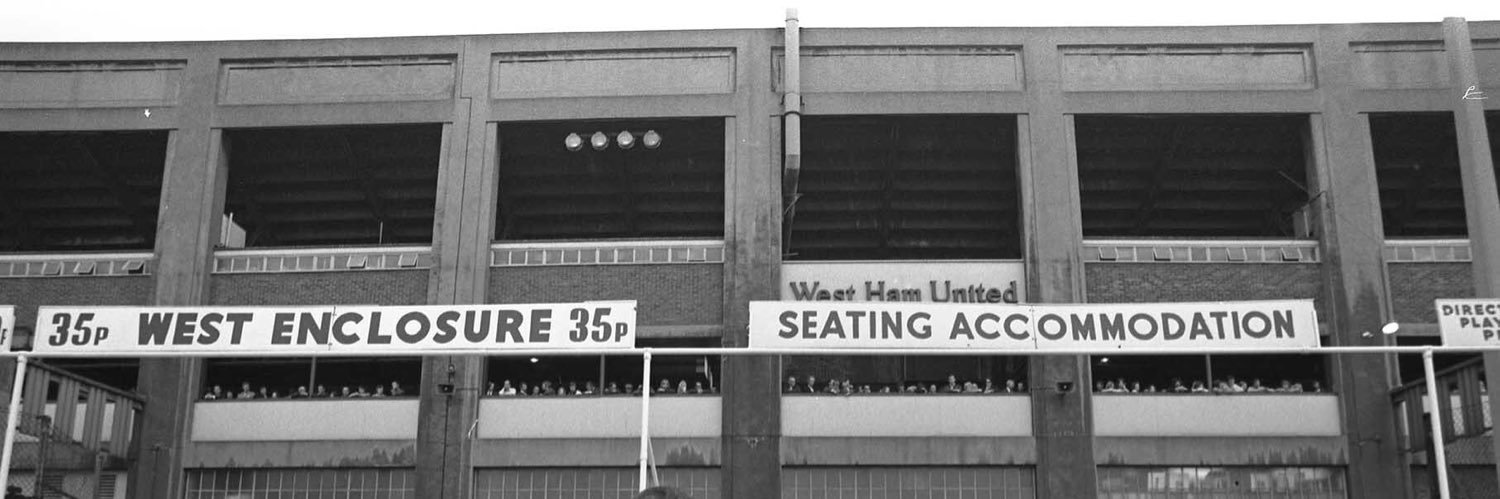 West Ham United
35P WEST ENCLOSURE 35P
SEATING ACCOMMODATION